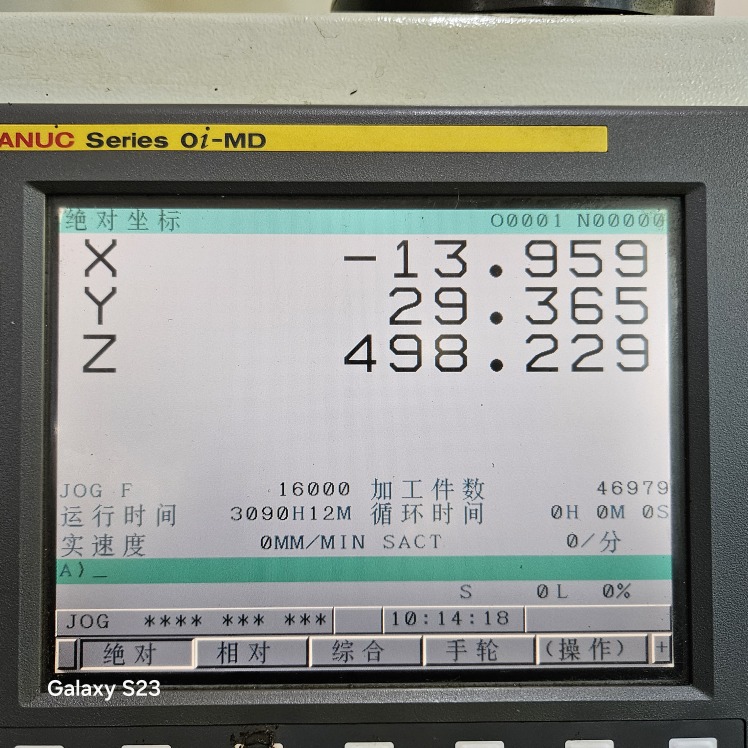 ANUC Series 0i-MD
绝对坐标 O0001 N00000
X -13.959
Y 29.365
Z 498.229
JOG F 16000 加工件数 46979
运行时间 3090H12M 循环时间 0H 0M 0S
实速度 0MM/MIN SACT 0/分
A)_
S 0 L 0%
JOG **** *** *** 10:14:18
绝对 相对 综合 手轮 (操作) +
Galaxy S23